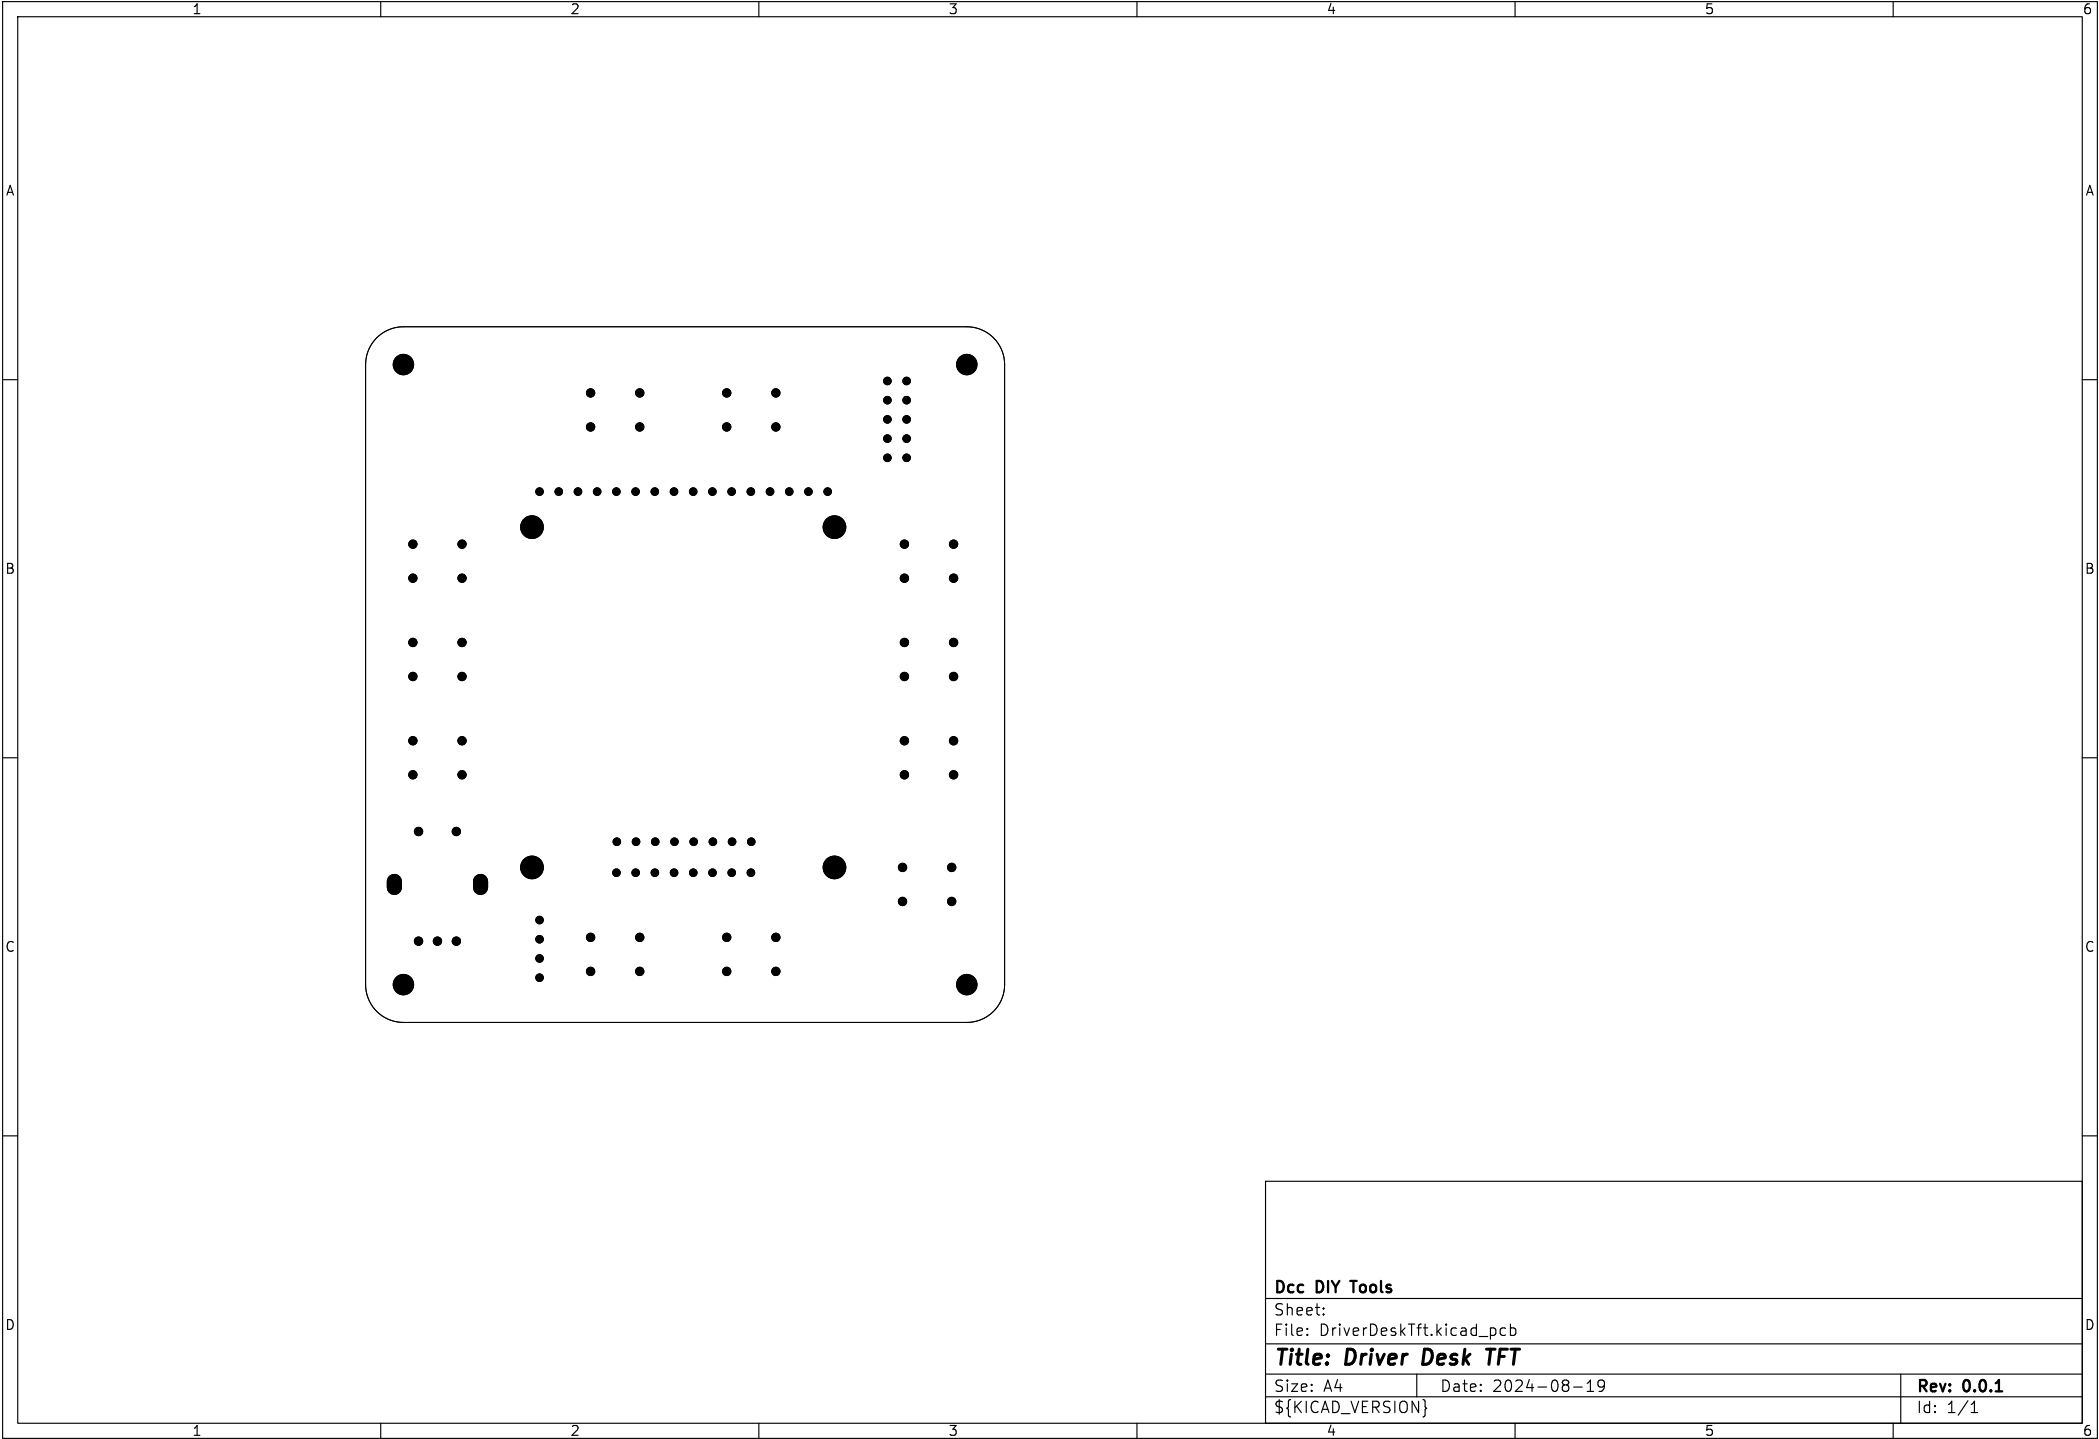 1 2 3 4 5 6
A A
B B
C C
Dcc DIY Tools
Sheet:
File: DriverDeskTft.kicad_pcb
D D
Title: Driver Desk TFT
Size: A4 Date: 2024-08-19 Rev: 0.0.1
${KICAD_VERSION} Id: 1/1
1 2 3 4 5 6